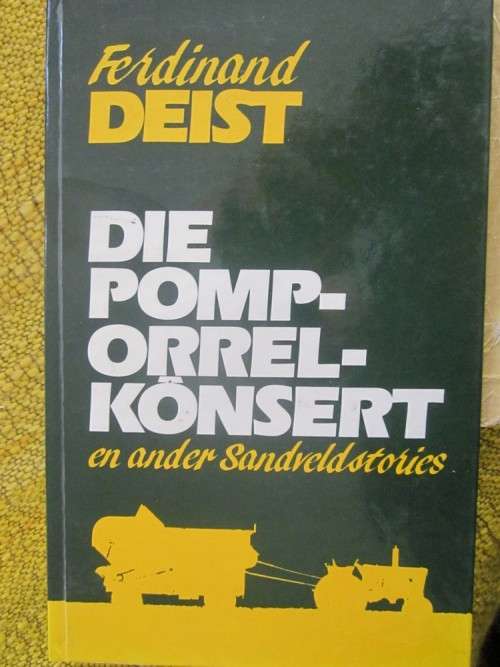 Ferdinand
DEIST
DIE
POMP-
ORREL-
KÖNSERT
en ander Sandveldstories